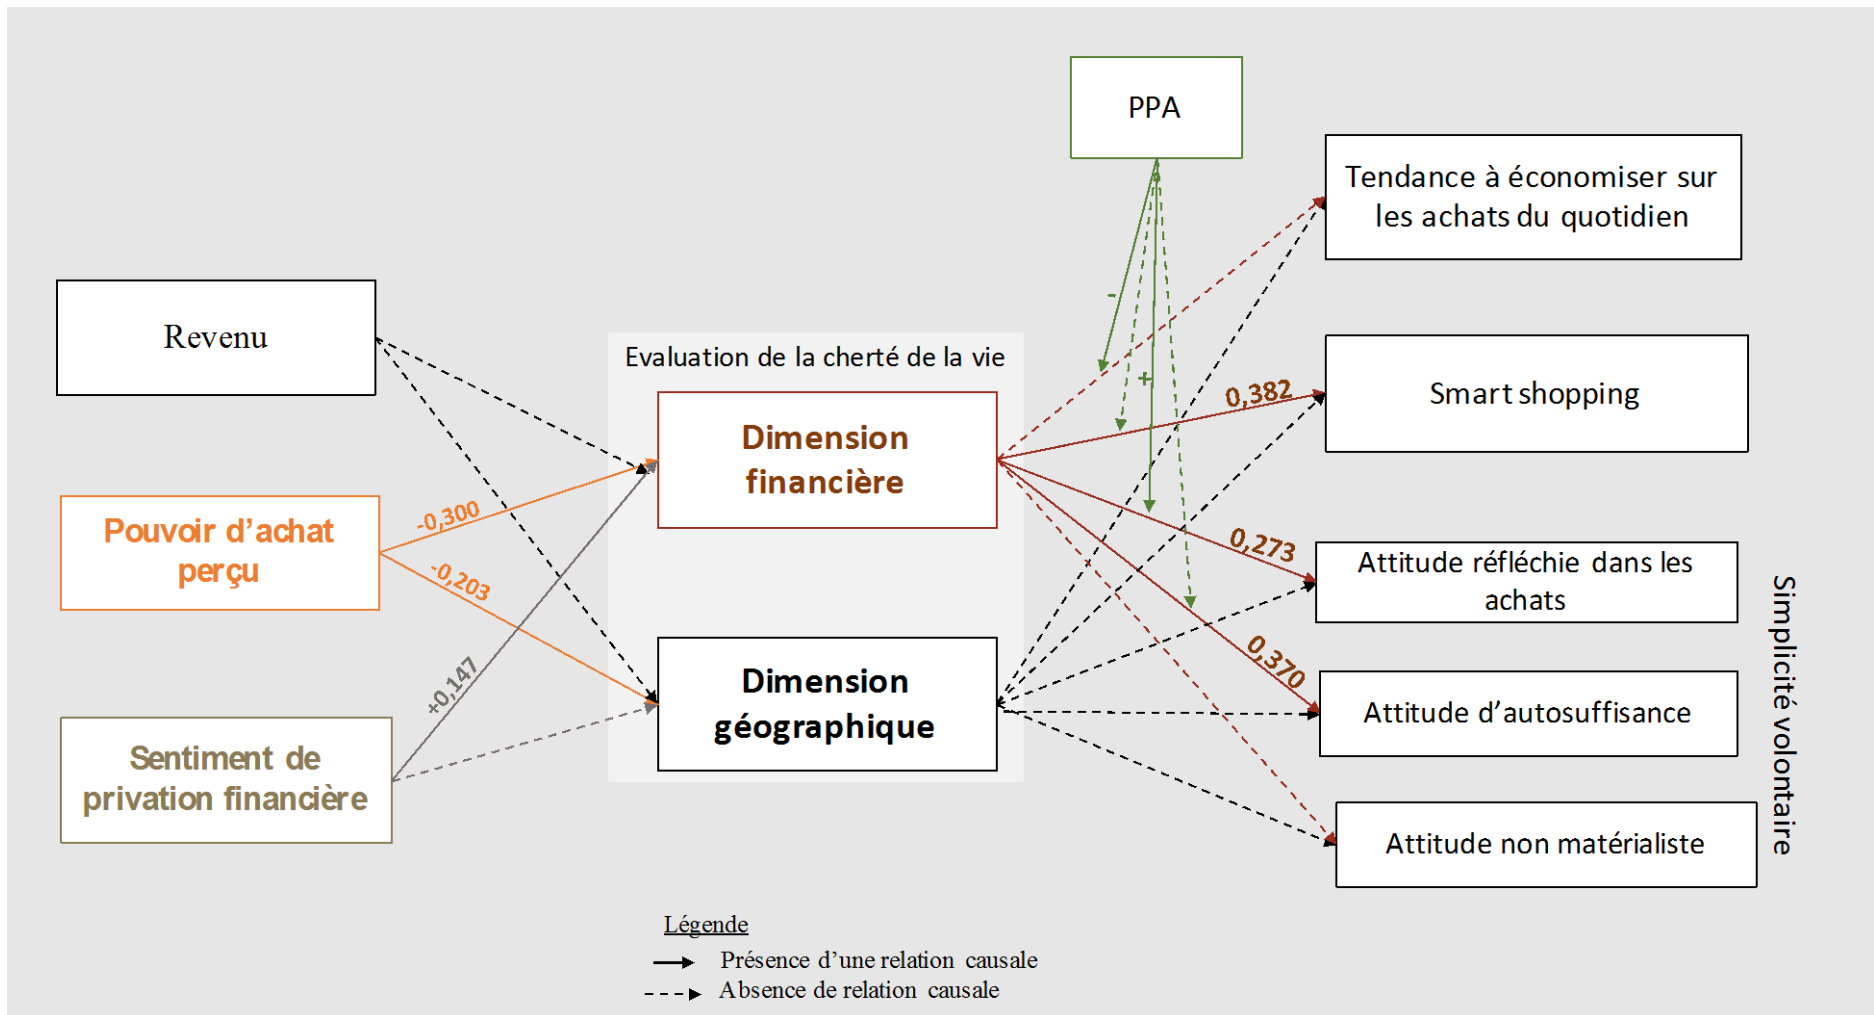 PPA
Tendance à économiser sur
les achats du quotidien
Revenu
Evaluation de la cherté de la vie
-
+
0,382
Smart shopping
Dimension
financière
Pouvoir d'achat
perçu
-0,300
-0,203
0,273
Attitude réfléchie dans les
achats
Simplicité volontaire
+0,147
0,370
Dimension
géographique
Attitude d'autosuffisance
Sentiment de
privation financière
Attitude non matérialiste
Légende
Présence d'une relation causale
Absence de relation causale